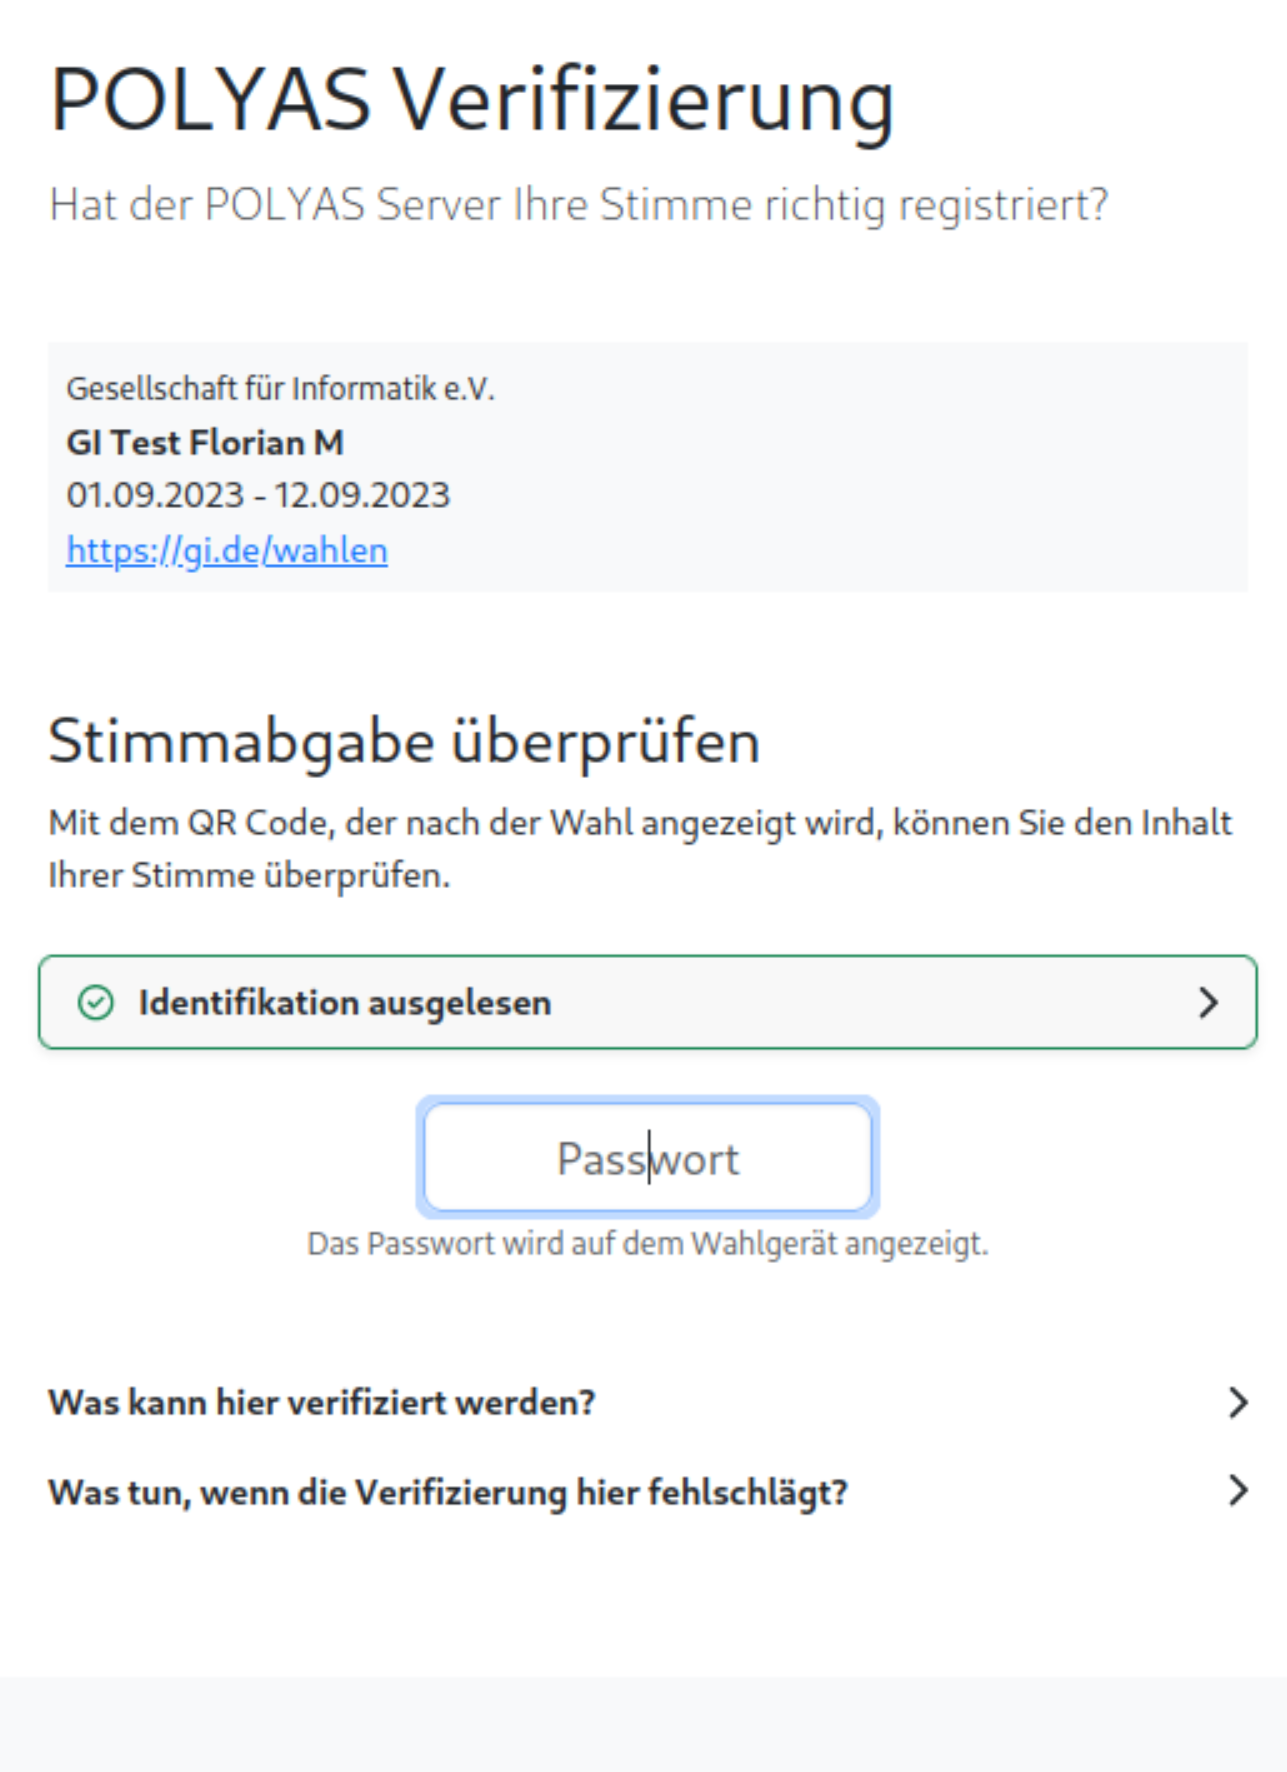 POLYAS Verifizierung
Hat der POLYAS Server Ihre Stimme richtig registriert?
Gesellschaft für Informatik e.V.
GI Test Florian M
01.09.2023 - 12.09.2023
https://gi.de/wahlen
Stimmabgabe überprüfen
Mit dem QR Code, der nach der Wahl angezeigt wird, können Sie den Inhalt
Ihrer Stimme überprüfen.
Identifikation ausgelesen
Passwort
Das Passwort wird auf dem Wahlgerät angezeigt.
Was kann hier verifiziert werden?
Was tun, wenn die Verifizierung hier fehlschlägt?